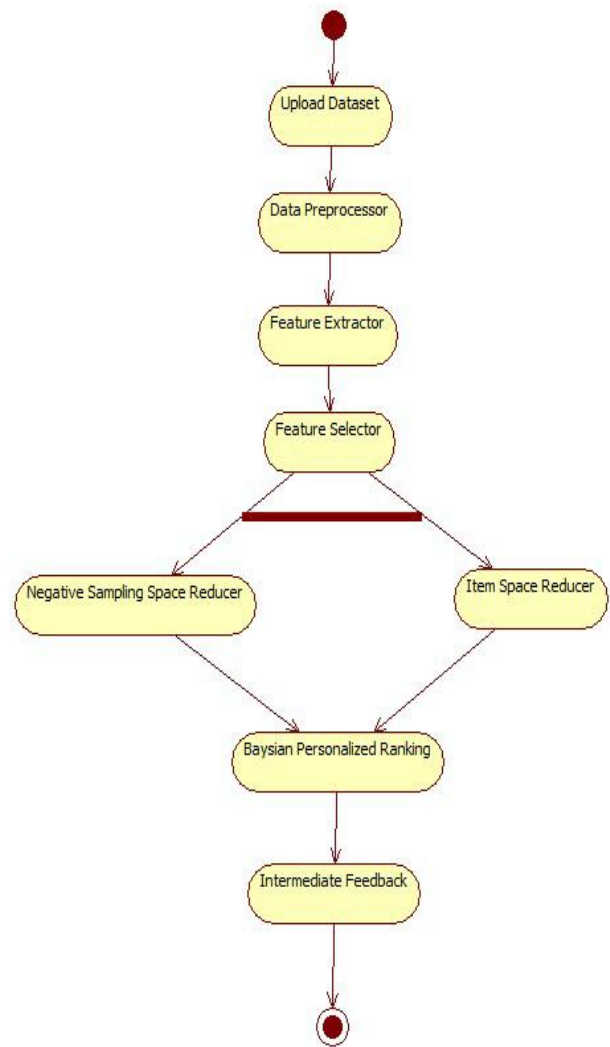 Upload Dataset
Data Preprocessor
Feature Extractor
Feature Selector
Negative Sampling Space Reducer
Item Space Reducer
Baysian Personalized Ranking
Intermediate Feedback